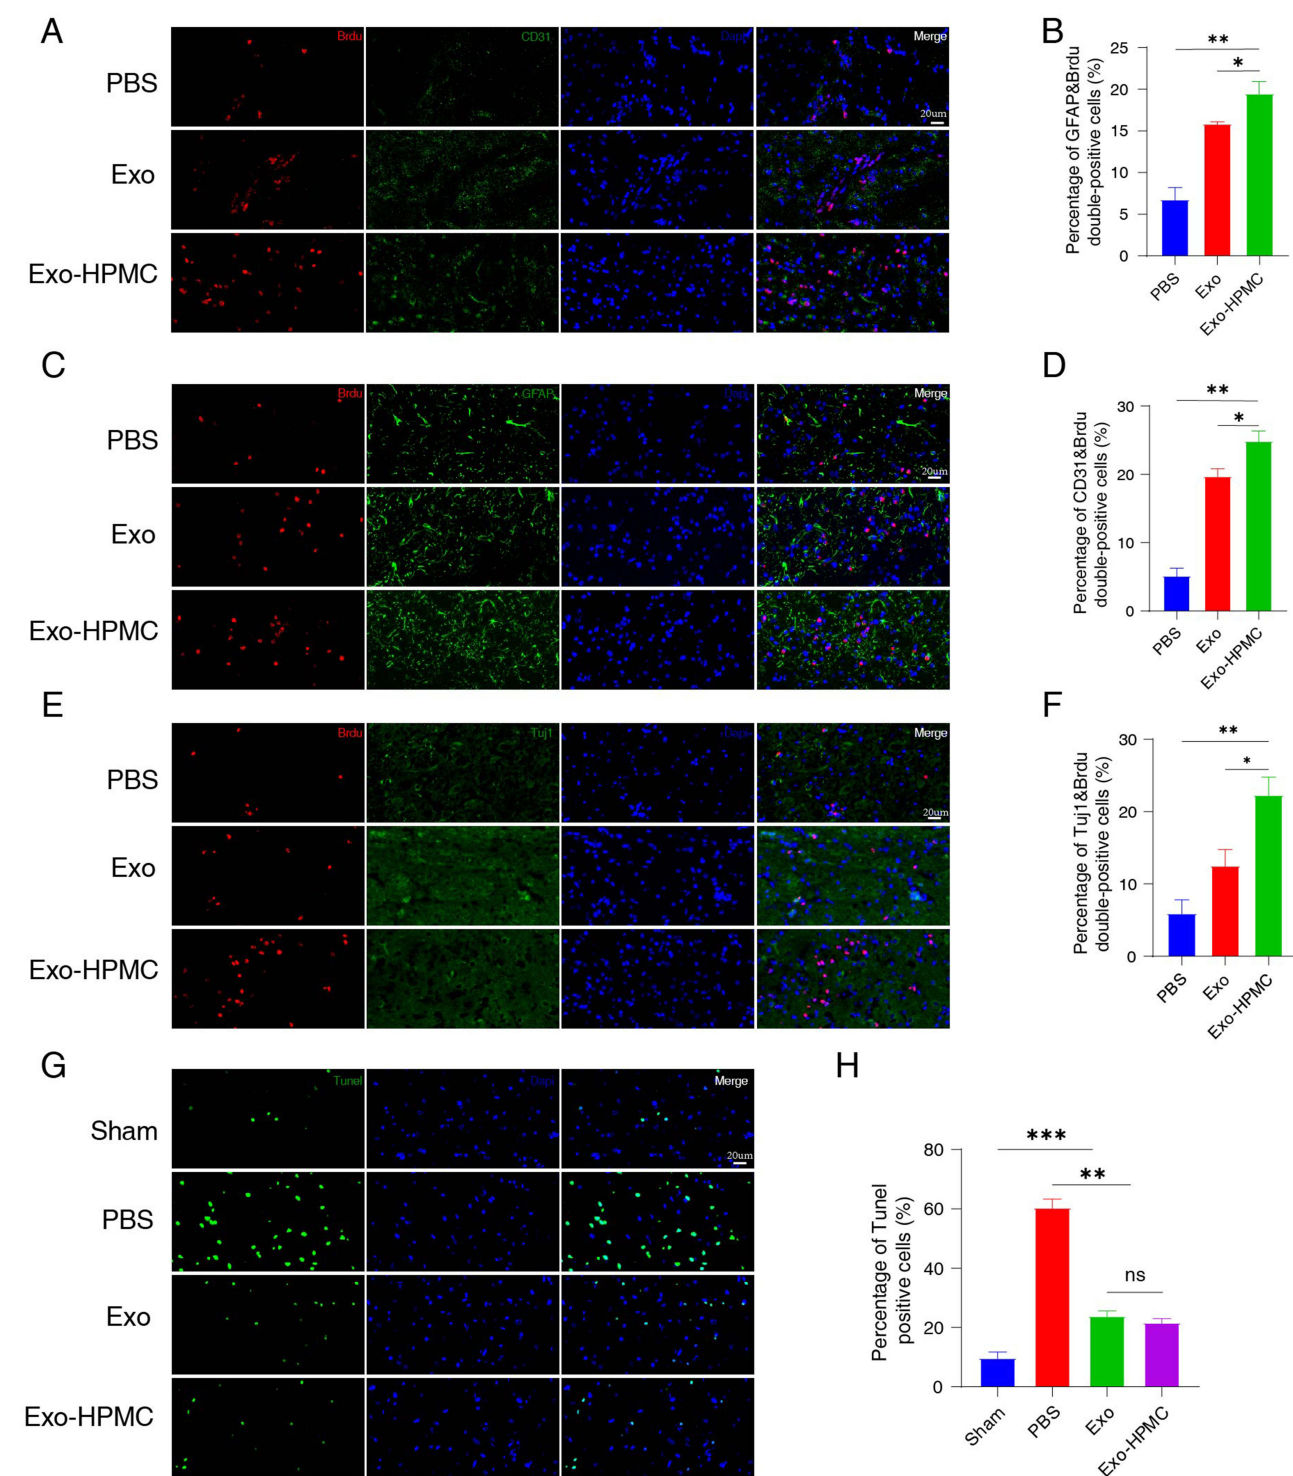 A
Brdu
CD31
Dapi
Merge
PBS
20um
Exo
Exo-HPMC
B
**
*
Percentage of GFAP&Brdu
double-positive cells (%)
25
20
15
10
5
0
PBS
Exo
Exo-HPMC
C
Brdu
GFAP
Dapi
Merge
PBS
20um
Exo
Exo-HPMC
D
**
*
Percentage of CD31&Brdu
double-positive cells (%)
30
20
10
0
PBS
Exo
Exo-HPMC
E
Brdu
Tuj1
Dapi
Merge
PBS
20um
Exo
Exo-HPMC
F
**
*
Percentage of Tuj1&Brdu
double-positive cells (%)
30
20
10
0
PBS
Exo
Exo-HPMC
G
Tunel
Dapi
Merge
Sham
20um
PBS
Exo
Exo-HPMC
H
***
**
ns
Percentage of Tunel
positive cells (%)
80
60
40
20
0
Sham
PBS
Exo
Exo-HPMC